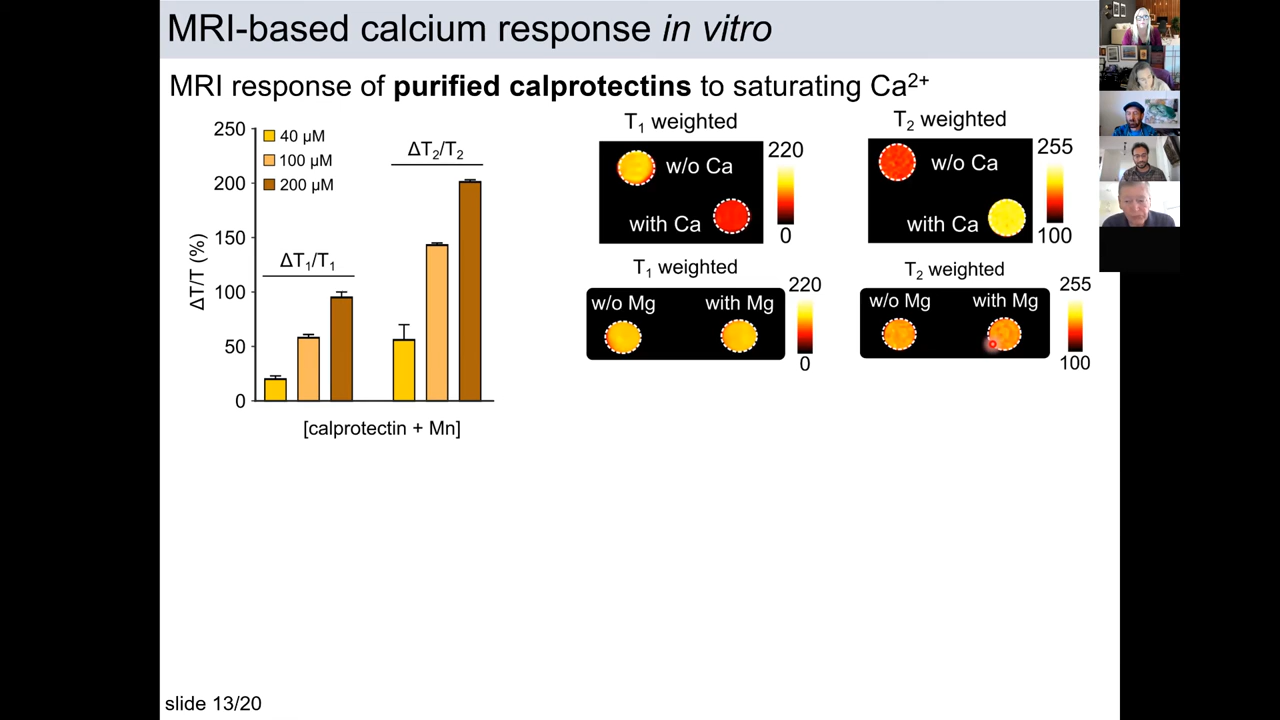 MRI-based calcium response in vitro
MRI response of purified calprotectins to saturating Ca²⁺
250
200
150
100
50
0
ΔT/T (%)
40 µM
100 µM
200 µM
ΔT₁/T₁
ΔT₂/T₂
[calprotectin + Mn]
T₁ weighted
w/o Ca
with Ca
220
0
T₂ weighted
w/o Ca
with Ca
255
100
T₁ weighted
w/o Mg
with Mg
220
0
T₂ weighted
w/o Mg
with Mg
255
100
slide 13/20